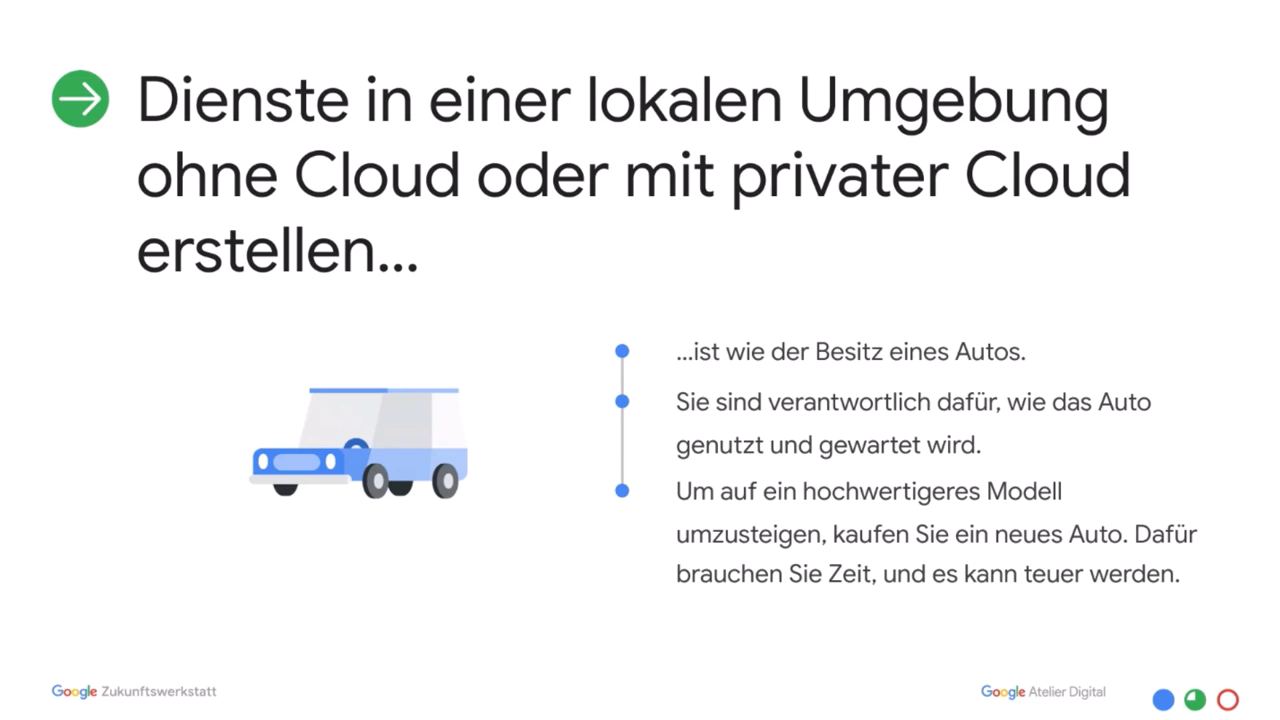 Dienste in einer lokalen Umgebung
ohne Cloud oder mit privater Cloud
erstellen...
...ist wie der Besitz eines Autos.
Sie sind verantwortlich dafür, wie das Auto
genutzt und gewartet wird.
Um auf ein hochwertigeres Modell
umzusteigen, kaufen Sie ein neues Auto. Dafür
brauchen Sie Zeit, und es kann teuer werden.
Google Zukunftswerkstatt
Google Atelier Digital